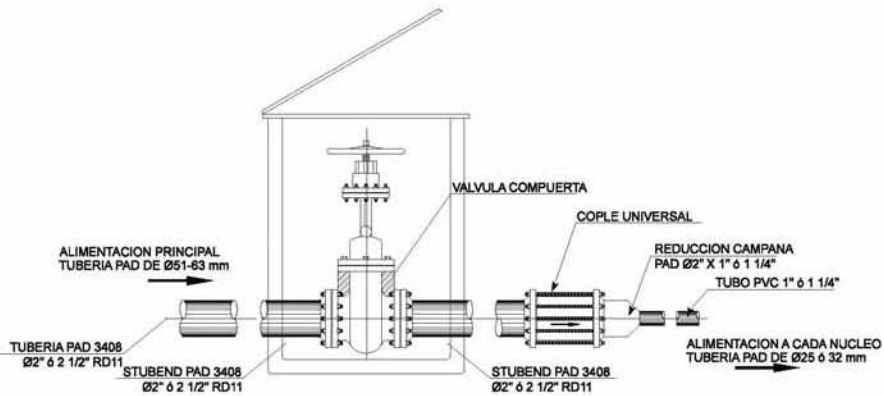 VALVULA COMPUERTA
COPLE UNIVERSAL
ALIMENTACION PRINCIPAL
TUBERIA PAD DE Ø51-63 mm
REDUCCION CAMPANA
PAD Ø2" X 1" ó 1 1/4"
TUBO PVC 1" ó 1 1/4"
TUBERIA PAD 3408
Ø2" ó 2 1/2" RD11
STUBEND PAD 3408
Ø2" ó 2 1/2" RD11
STUBEND PAD 3408
Ø2" ó 2 1/2" RD11
ALIMENTACION A CADA NUCLEO
TUBERIA PAD DE Ø25 ó 32 mm